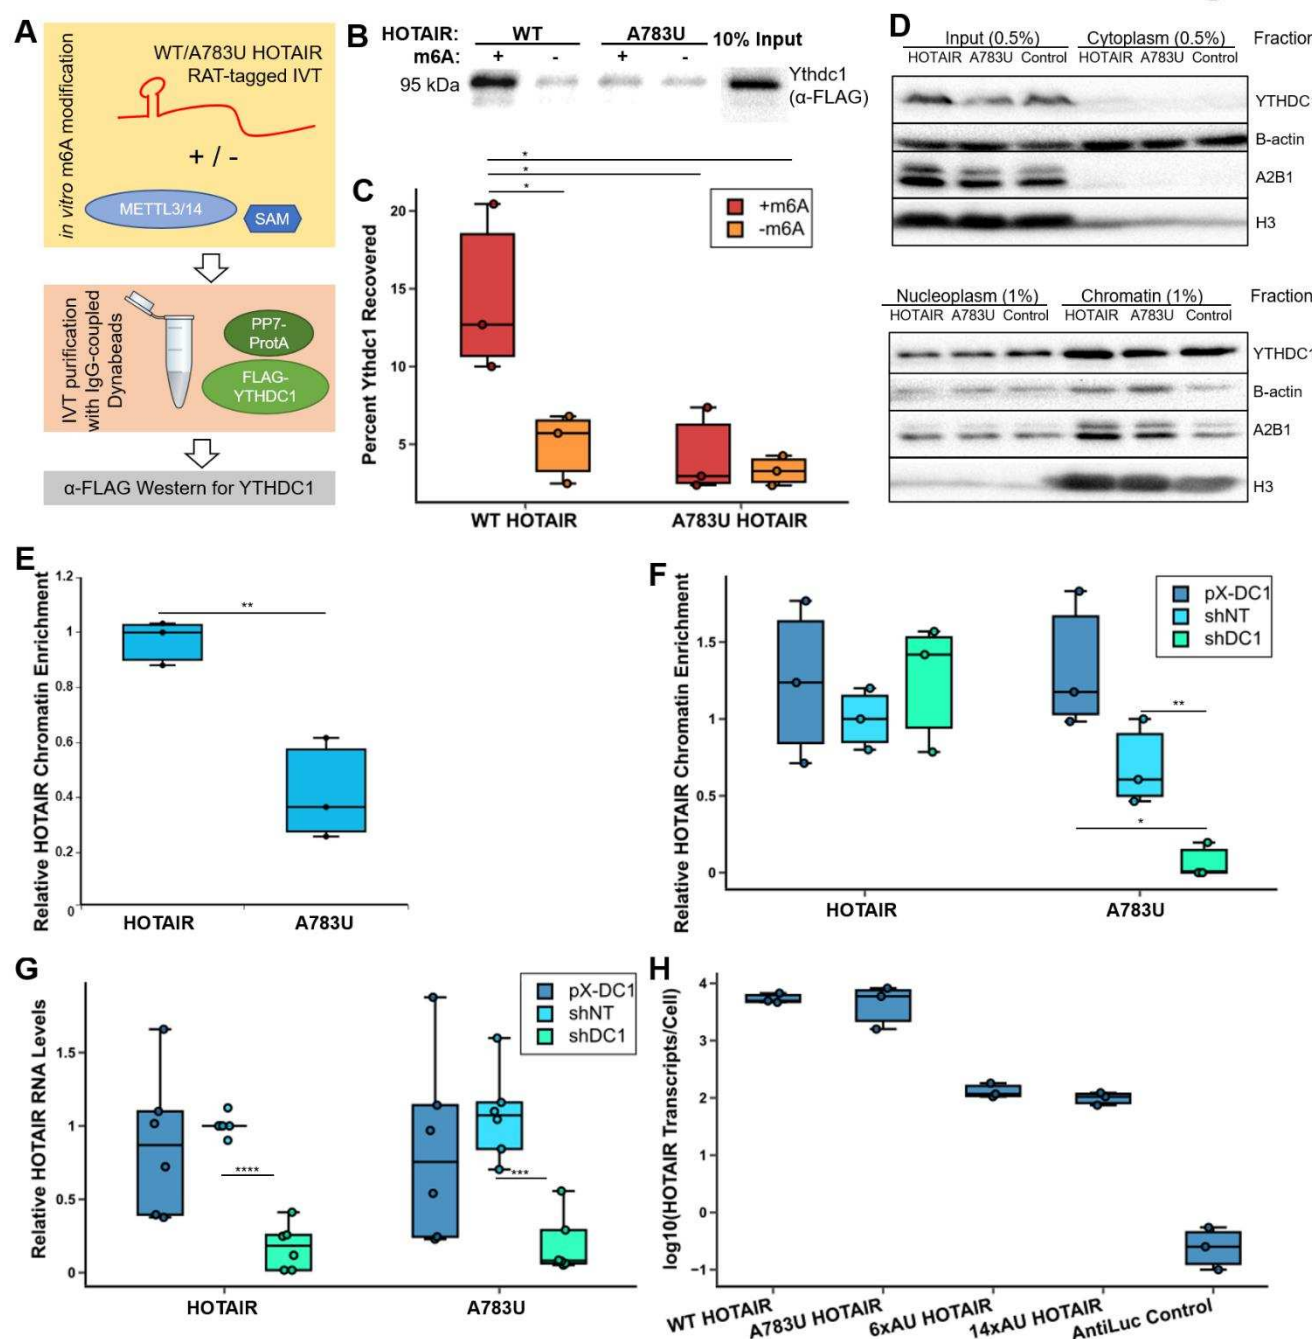 A
in vitro m6A modification
WT/A783U HOTAIR
RAT-tagged IVT
+ / -
METTL3/14
SAM
IVT purification
with IgG-coupled
Dynabeads
PP7-
ProtA
FLAG-
YTHDC1
α-FLAG Western for YTHDC1
B
HOTAIR: WT A783U 10% Input
m6A: + - + -
95 kDa
Ythdc1
(α-FLAG)
C
Percent Ythdc1 Recovered
20
15
10
5
*
*
*
+m6A
-m6A
WT HOTAIR A783U HOTAIR
D
Input (0.5%) Cytoplasm (0.5%) Fraction
HOTAIR A783U Control HOTAIR A783U Control
YTHDC
B-actin
A2B1
H3
Nucleoplasm (1%) Chromatin (1%) Fraction
HOTAIR A783U Control HOTAIR A783U Control
YTHDC1
B-actin
A2B1
H3
E
Relative HOTAIR Chromatin Enrichment
1.2
1
0.8
0.6
0.4
0.2
0
**
HOTAIR A783U
F
Relative HOTAIR Chromatin Enrichment
1.5
1
0.5
0
pX-DC1
shNT
shDC1
**
*
HOTAIR A783U
G
Relative HOTAIR RNA Levels
1.5
1
0.5
0
pX-DC1
shNT
shDC1
****
***
HOTAIR A783U
H
log10(HOTAIR Transcripts/Cell)
4
3
2
1
0
−1
WT HOTAIR
A783U HOTAIR
6xAU HOTAIR
14xAU HOTAIR
AntiLuc Control